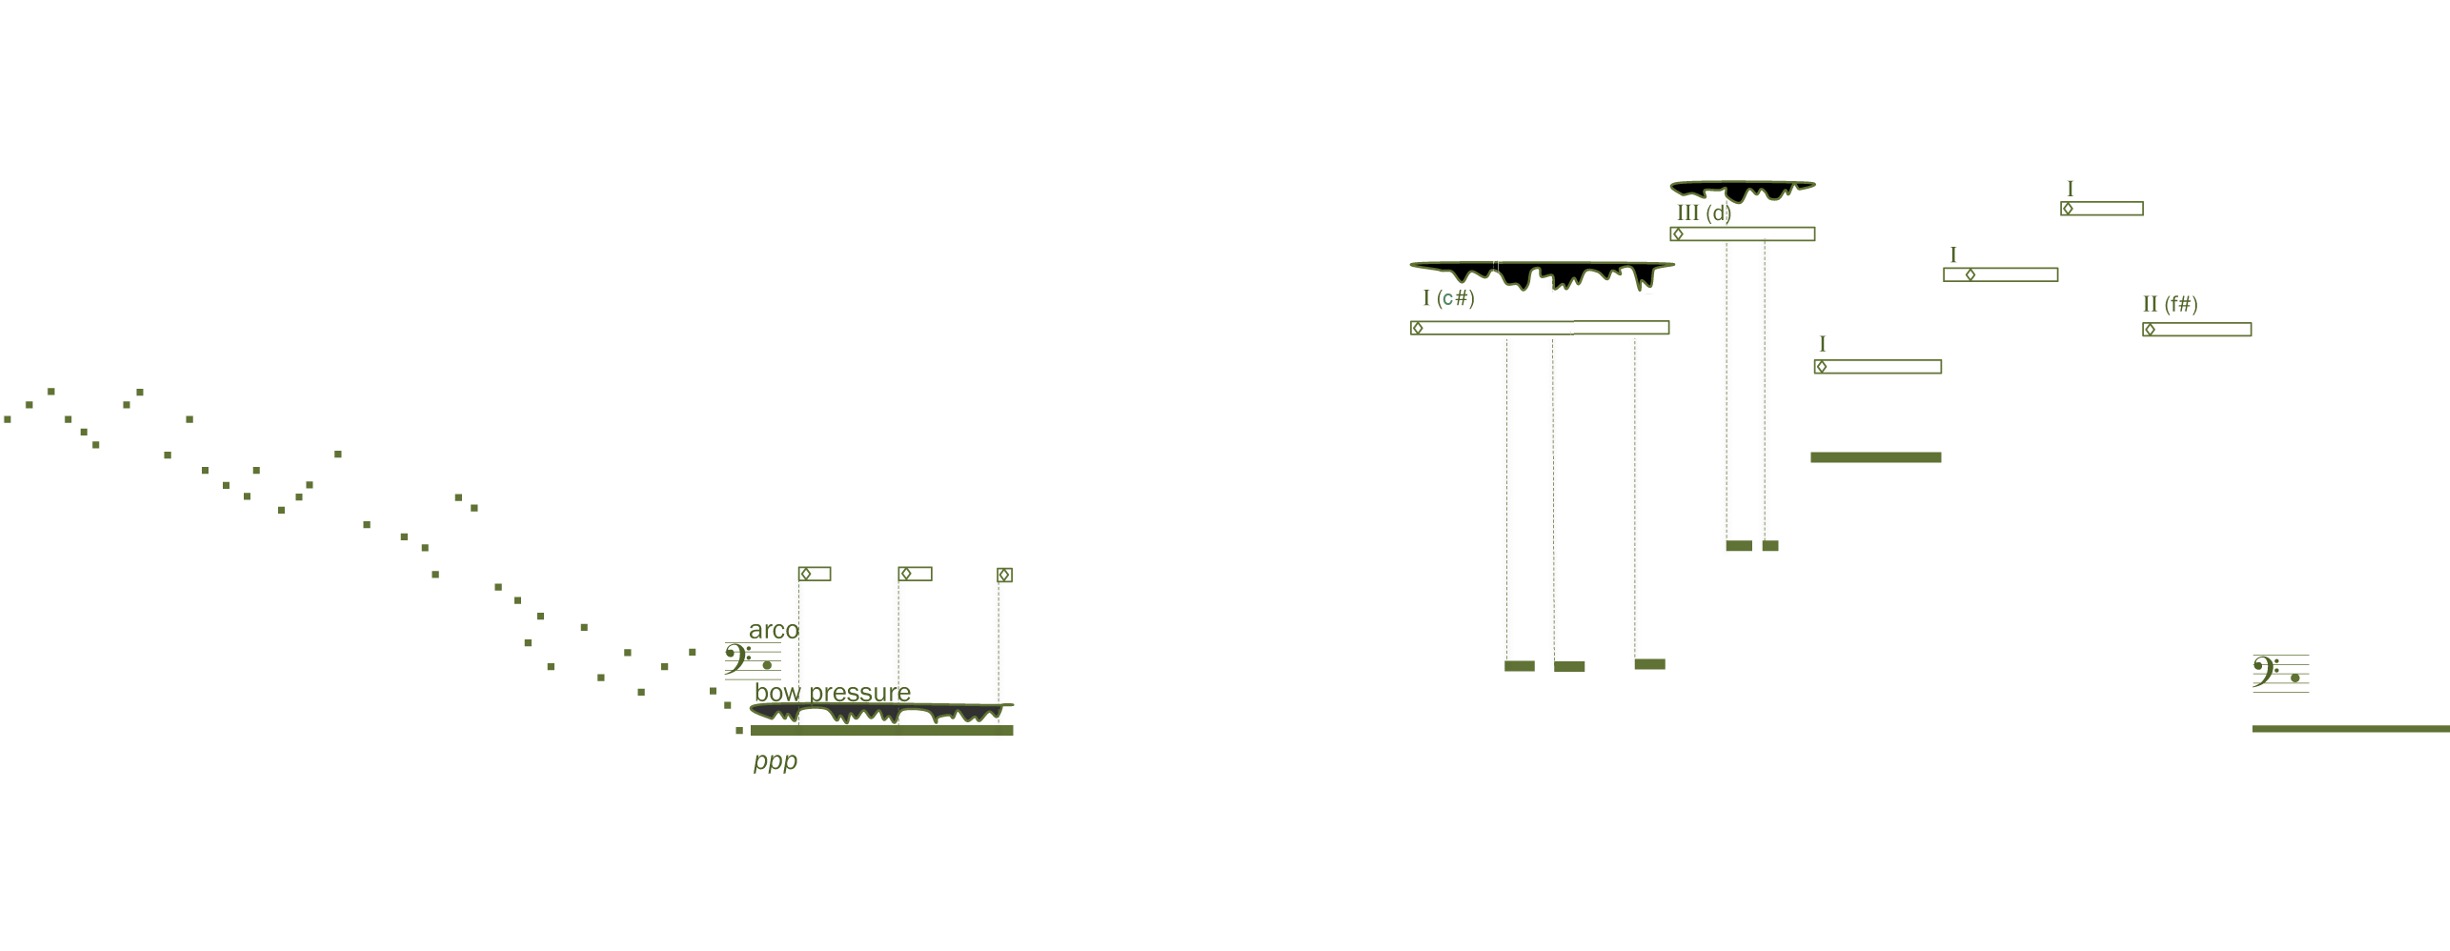 arco
bow pressure
ppp
I (c#)
III (d)
I
I
I
II (f#)